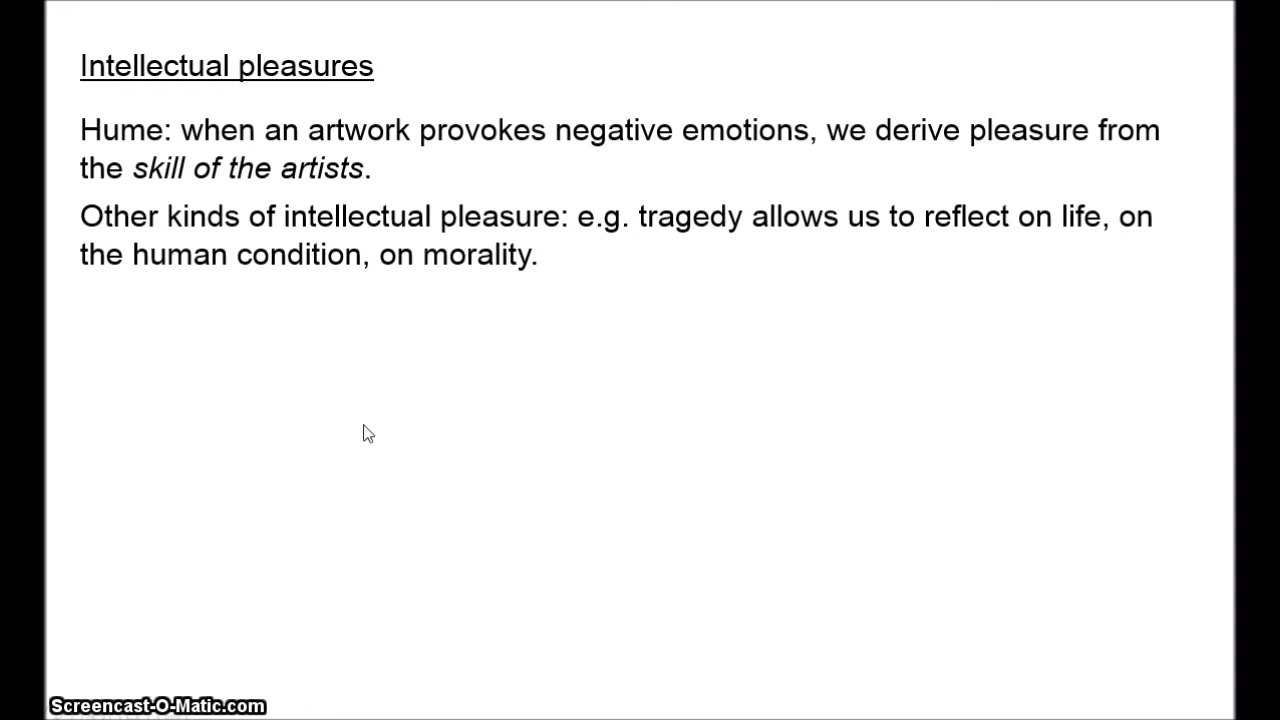 Intellectual pleasures
Hume: when an artwork provokes negative emotions, we derive pleasure from
the skill of the artists.
Other kinds of intellectual pleasure: e.g. tragedy allows us to reflect on life, on
the human condition, on morality.
Screencast-O-Matic.com